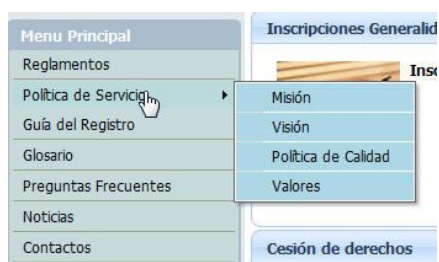 Menu Principal
Reglamentos
Política de Servicio
Guía del Registro
Glosario
Preguntas Frecuentes
Noticias
Contactos
Misión
Visión
Política de Calidad
Valores
Inscripciones Generalid
Insc
Cesión de derechos